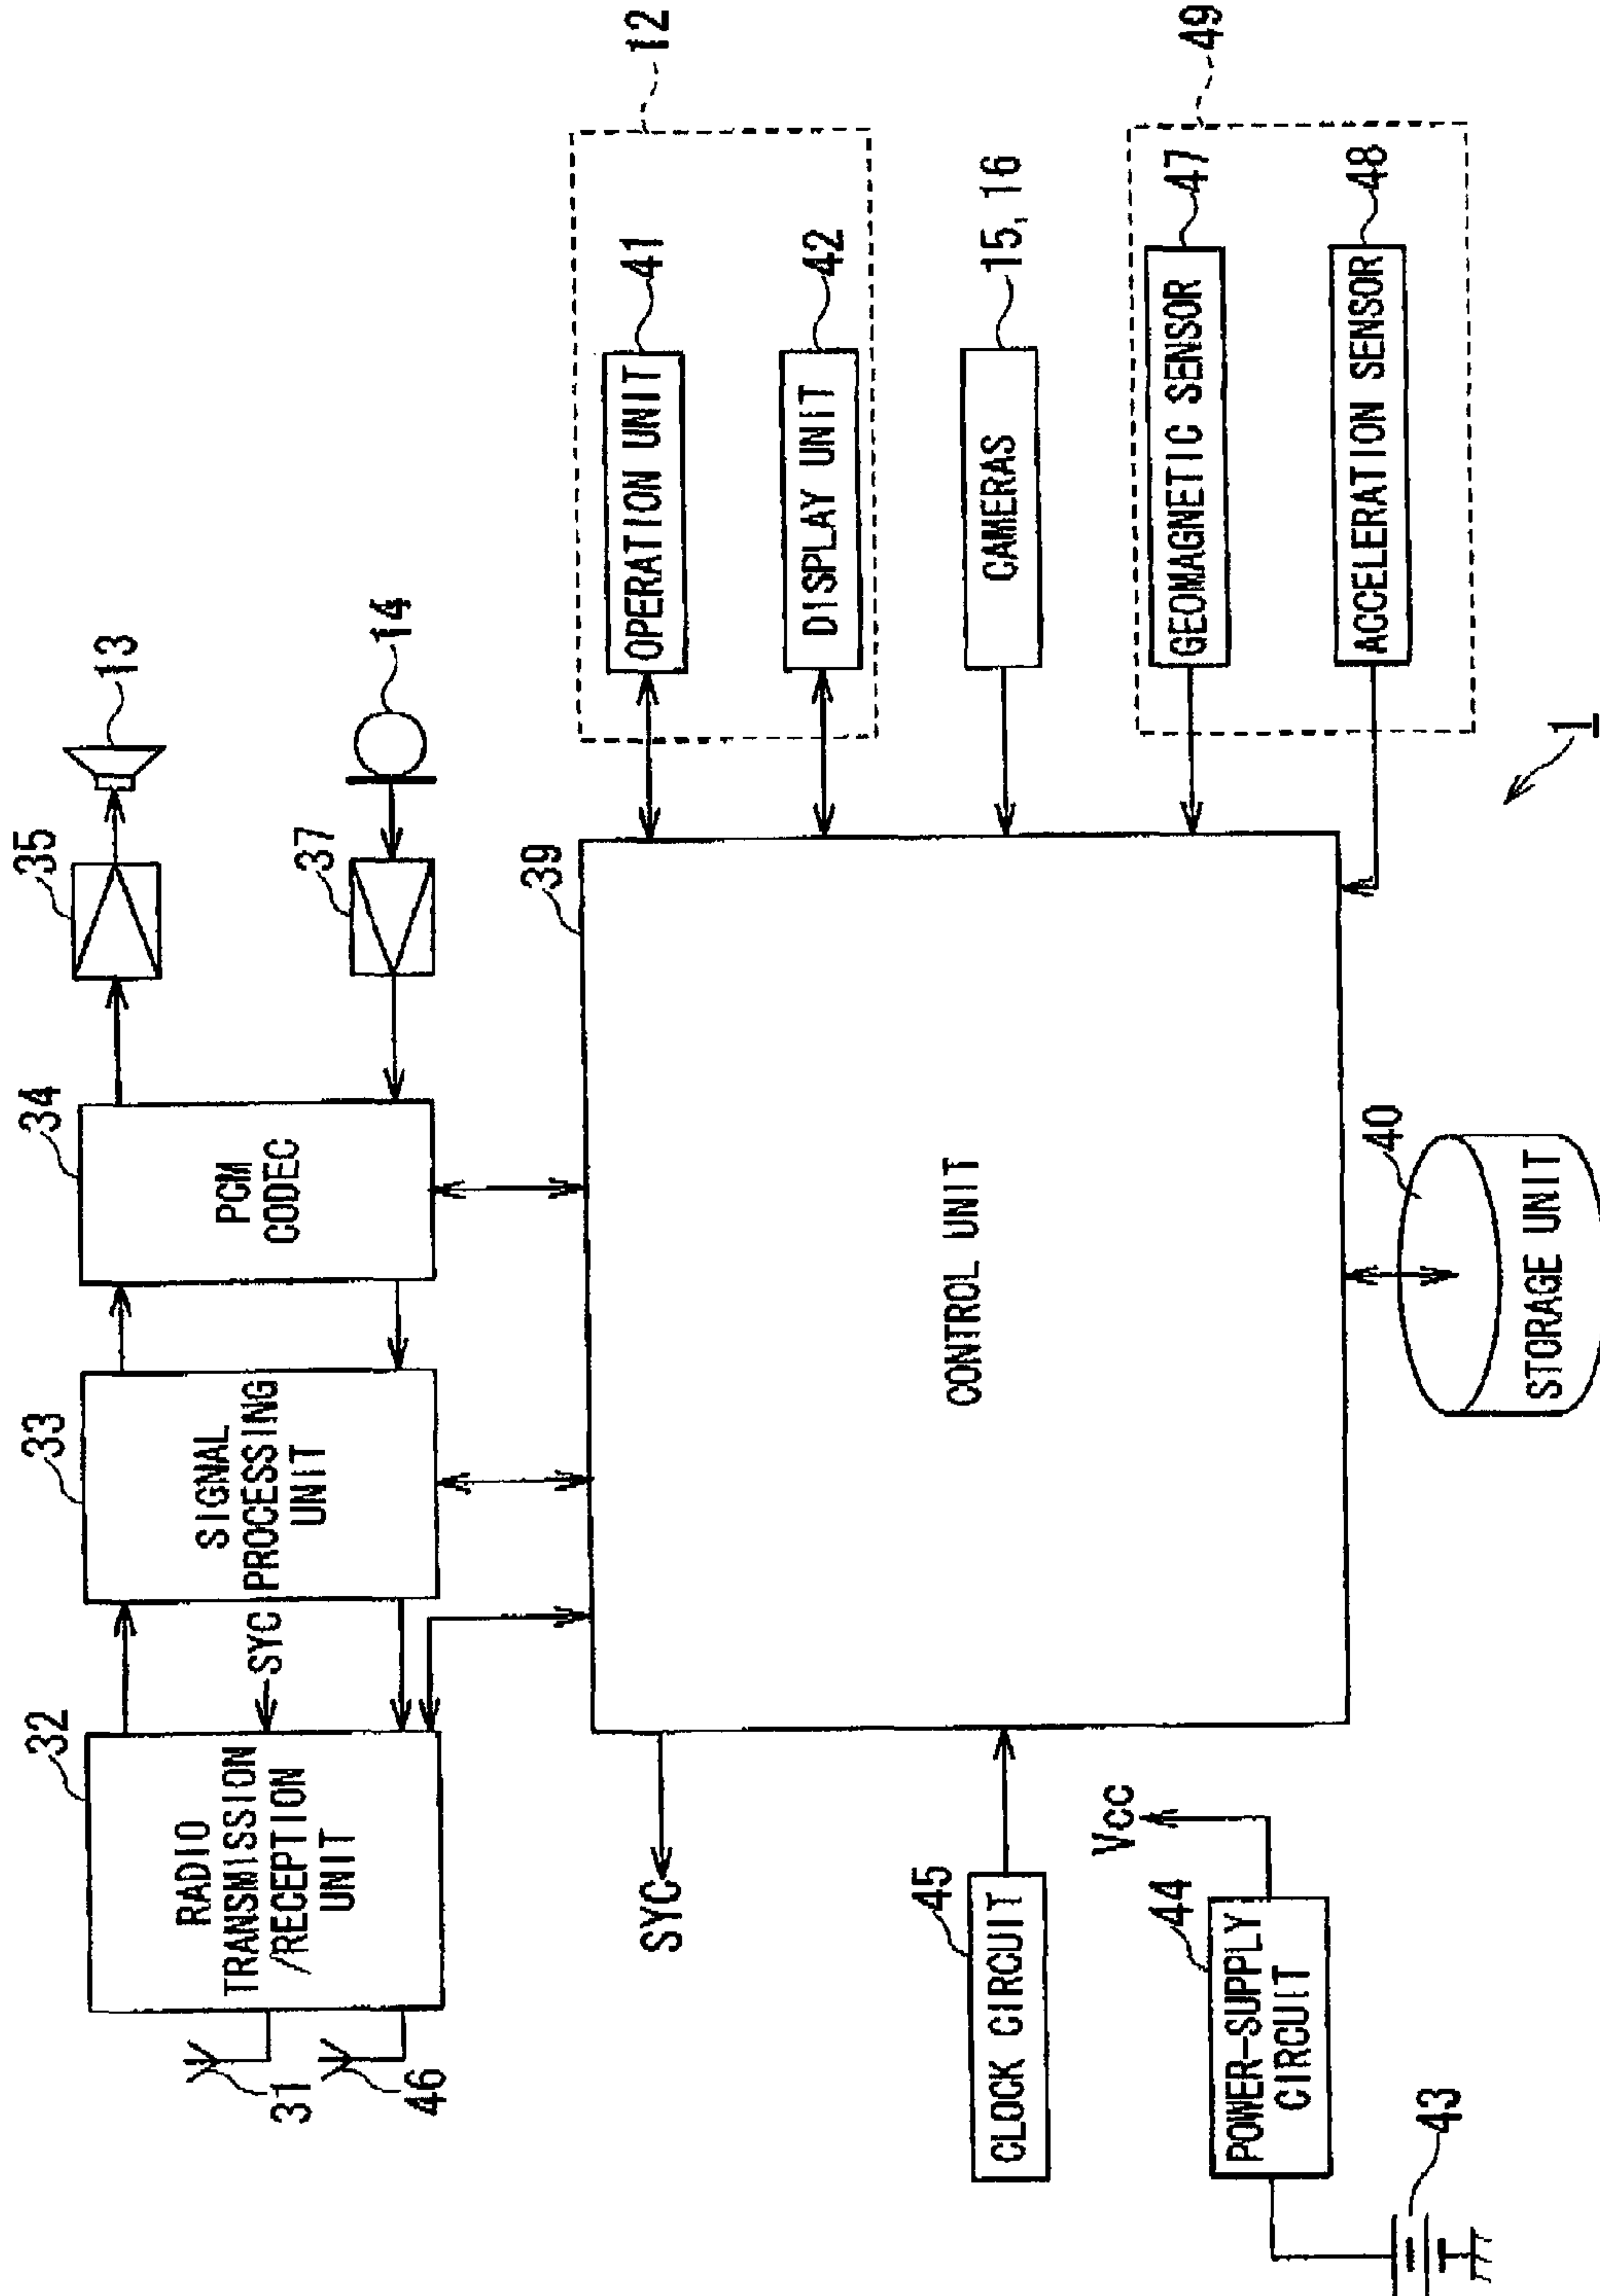 31
46
32
RADIO
TRANSMISSION
/RECEPTION
UNIT
SYC
33
SIGNAL
PROCESSING
UNIT
34
PCM
CODEC
35
13
37
14
SYC
39
CONTROL UNIT
12
OPERATION UNIT
41
DISPLAY UNIT
42
CAMERAS
15, 16
49
GEOMAGNETIC SENSOR
47
ACCELERATION SENSOR
48
45
CLOCK CIRCUIT
Vcc
44
POWER-SUPPLY
CIRCUIT
43
40
STORAGE UNIT
1